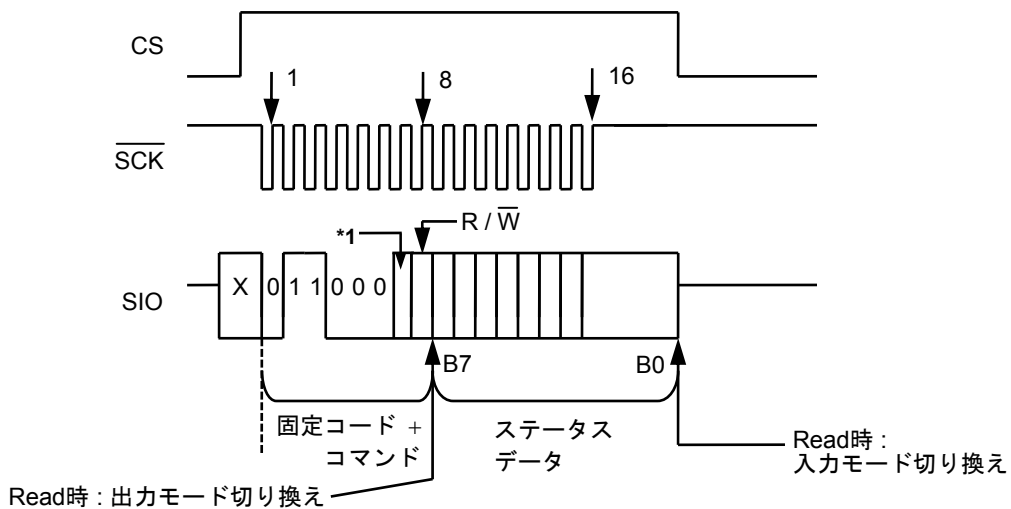 CS
1
8
16
SCK
*1
R / W
SIO
X 0 1 1 0 0 0
B7
B0
固定コード +
コマンド
ステータス
データ
Read時 : 出力モード切り換え
Read時 :
入力モード切り換え